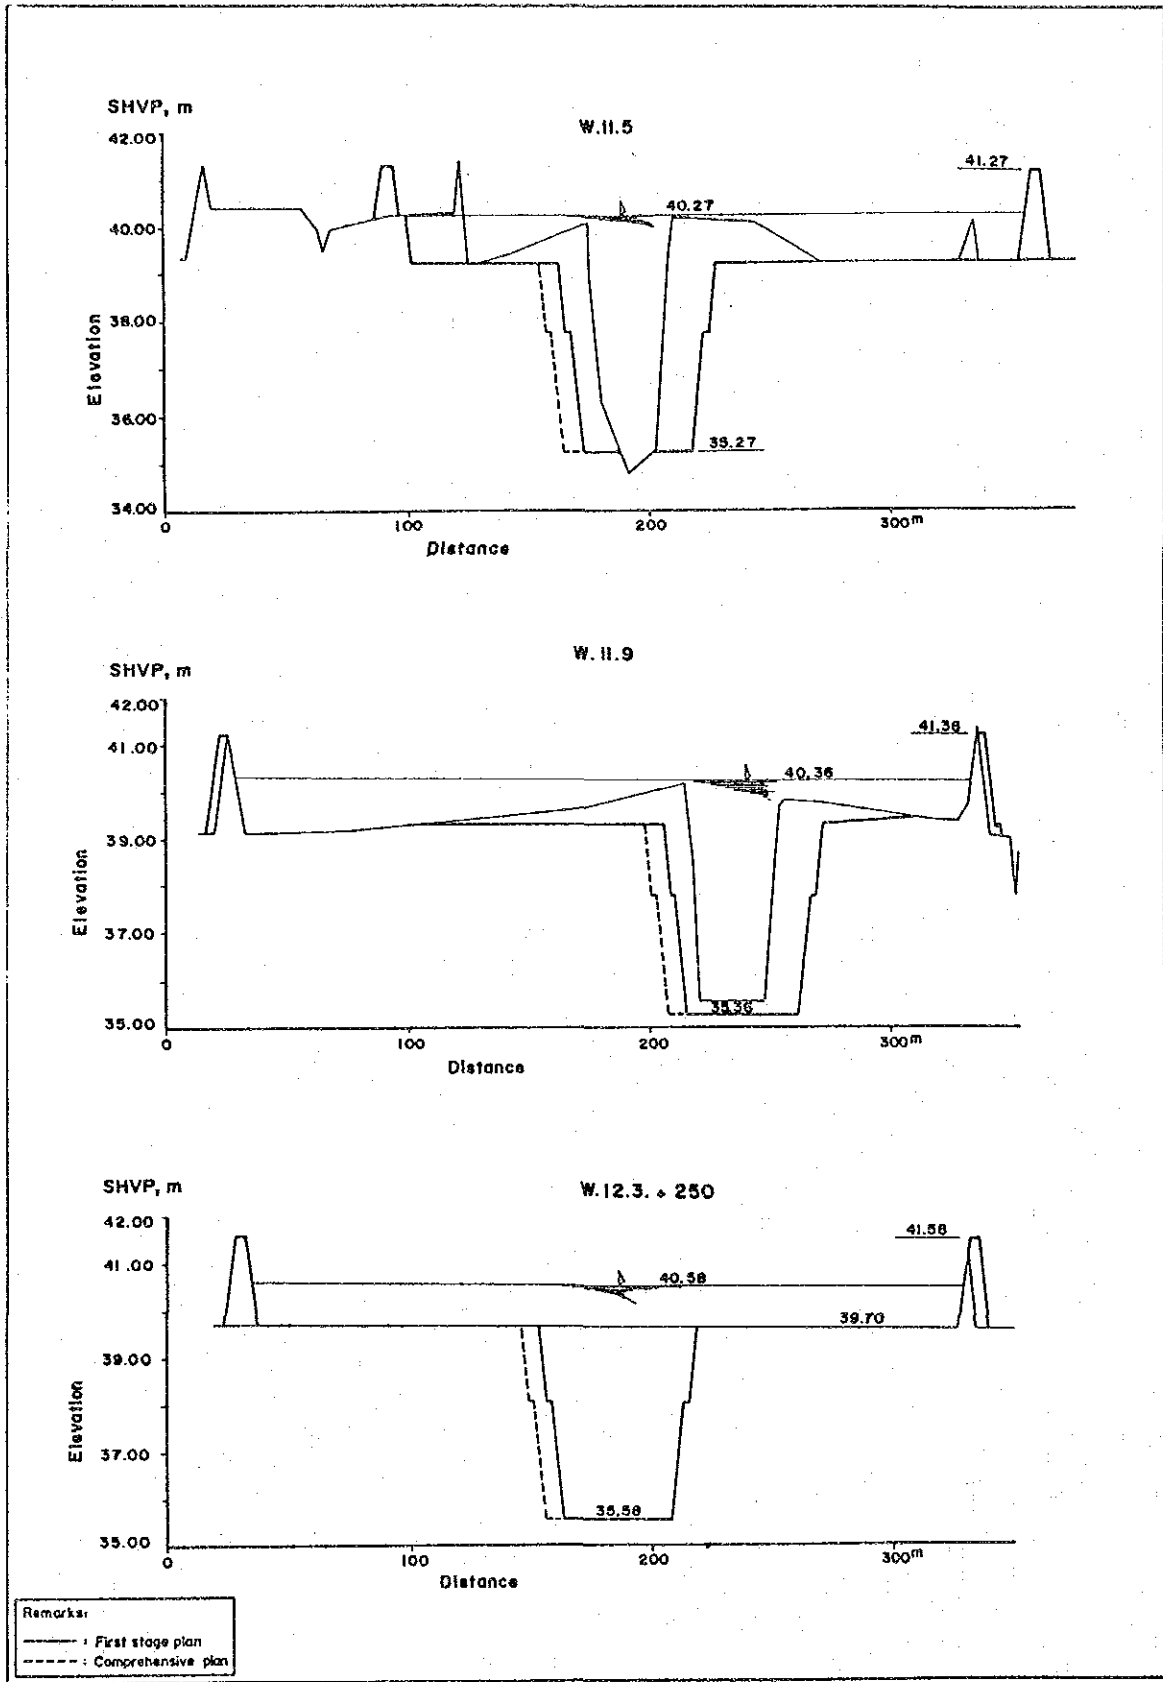 SHVP, m
W.11.5
42.00
41.27
40.27
40.00
38.00
Elevation
36.00
35.27
34.00
0 100 200 300m
Distance
W.11.9
SHVP, m
42.00
41.36
41.00
40.36
39.00
Elevation
37.00
35.36
35.00
0 100 200 300m
Distance
SHVP, m
W.12.3. + 250
42.00
41.58
41.00
40.58
39.70
39.00
Elevation
37.00
35.58
35.00
0 100 200 300m
Distance
Remarks:
: First stage plan
: Comprehensive plan